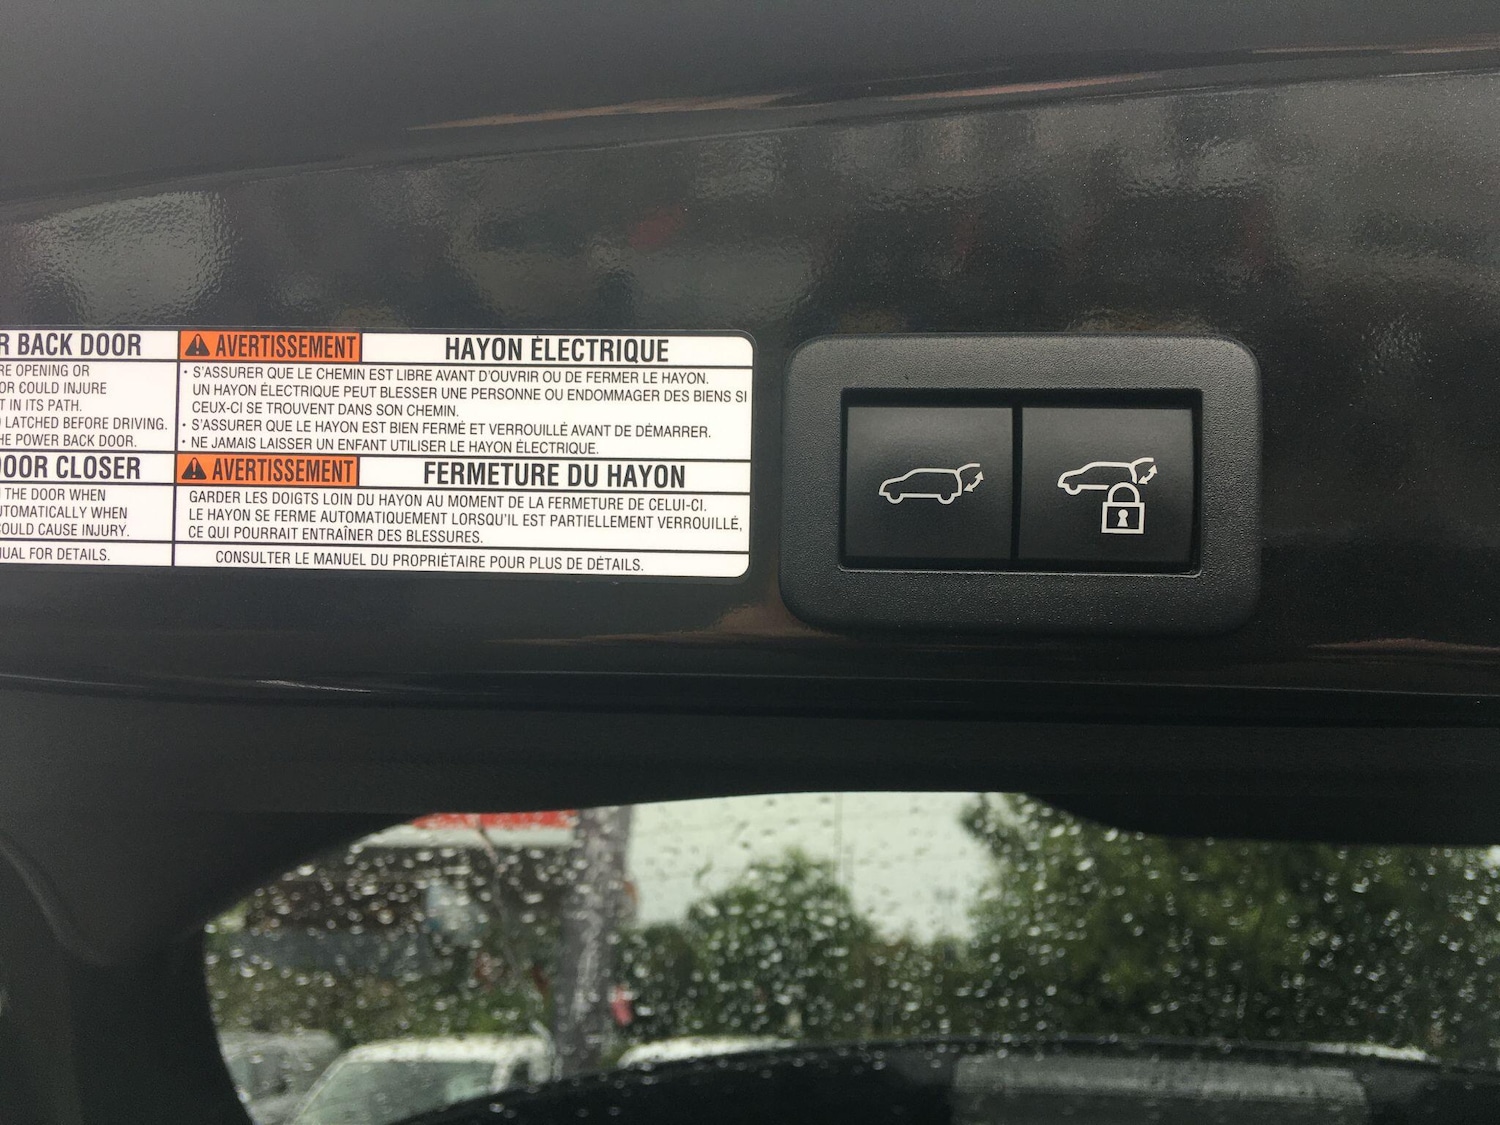 R BACK DOOR
RE OPENING OR
OR COULD INJURE
T IN ITS PATH.
LATCHED BEFORE DRIVING.
HE POWER BACK DOOR.
OOR CLOSER
THE DOOR WHEN
UTOMATICALLY WHEN
OULD CAUSE INJURY.
UAL FOR DETAILS.
AVERTISSEMENT HAYON ÉLECTRIQUE
• S'ASSURER QUE LE CHEMIN EST LIBRE AVANT D'OUVRIR OU DE FERMER LE HAYON.
UN HAYON ÉLECTRIQUE PEUT BLESSER UNE PERSONNE OU ENDOMMAGER DES BIENS SI
CEUX-CI SE TROUVENT DANS SON CHEMIN.
• S'ASSURER QUE LE HAYON EST BIEN FERMÉ ET VERROUILLÉ AVANT DE DÉMARRER.
• NE JAMAIS LAISSER UN ENFANT UTILISER LE HAYON ÉLECTRIQUE.
AVERTISSEMENT FERMETURE DU HAYON
GARDER LES DOIGTS LOIN DU HAYON AU MOMENT DE LA FERMETURE DE CELUI-CI.
LE HAYON SE FERME AUTOMATIQUEMENT LORSQU'IL EST PARTIELLEMENT VERROUILLÉ,
CE QUI POURRAIT ENTRAÎNER DES BLESSURES.
CONSULTER LE MANUEL DU PROPRIÉTAIRE POUR PLUS DE DÉTAILS.